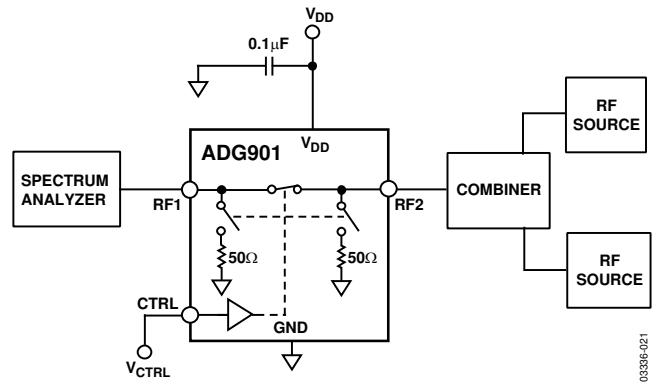 VDD
0.1µF
ADG901
VDD
SPECTRUM
ANALYZER
RF1
RF2
COMBINER
RF
SOURCE
RF
SOURCE
50Ω
50Ω
CTRL
GND
VCTRL
03336-021